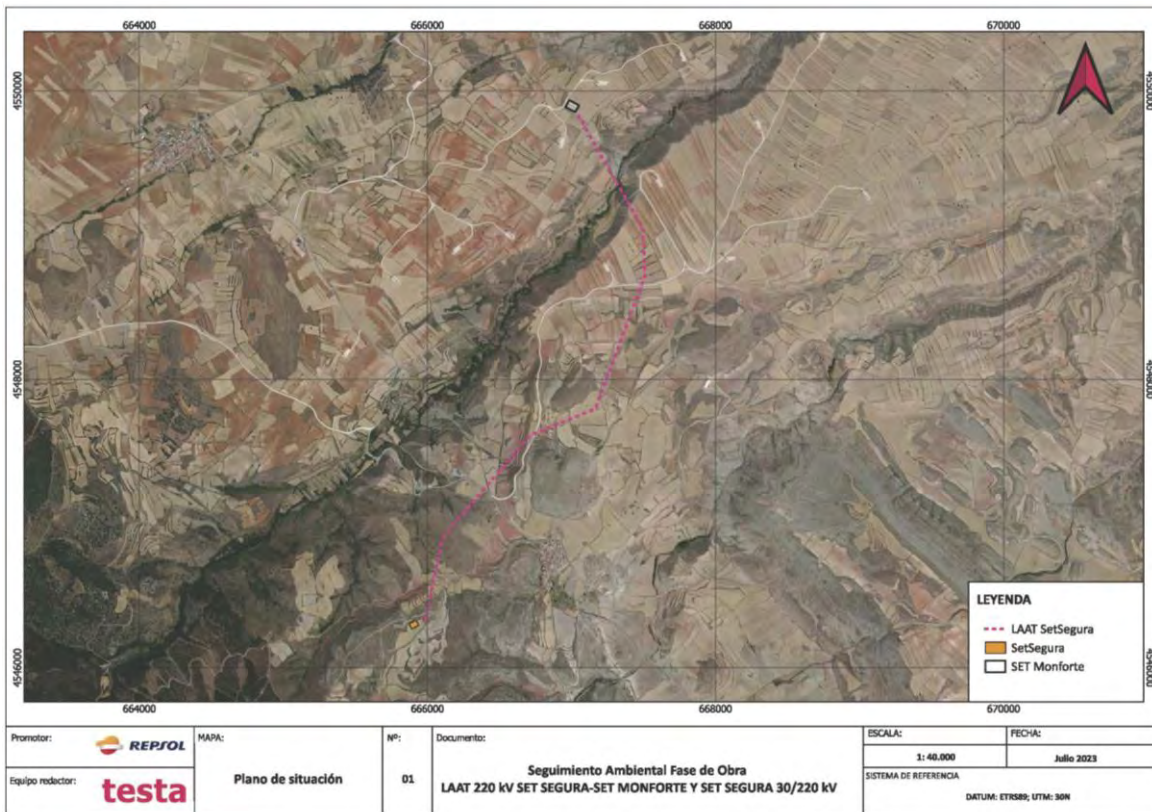 664000 666000 668000 670000
4550000 4550000
4548000 4548000
4546000 4546000
LEYENDA
LAAT SetSegura
SetSegura
SET Monforte
664000 666000 668000 670000
Promotor:
REPSOL
Equipo redactor:
testa
MAPA:
Plano de situación
Nº:
01
Documento:
Seguimiento Ambiental Fase de Obra
LAAT 220 kV SET SEGURA-SET MONFORTE Y SET SEGURA 30/220 kV
ESCALA:
1: 40.000
FECHA:
Julio 2023
SISTEMA DE REFERENCIA
DATUM: ETRS89; UTM: 30N